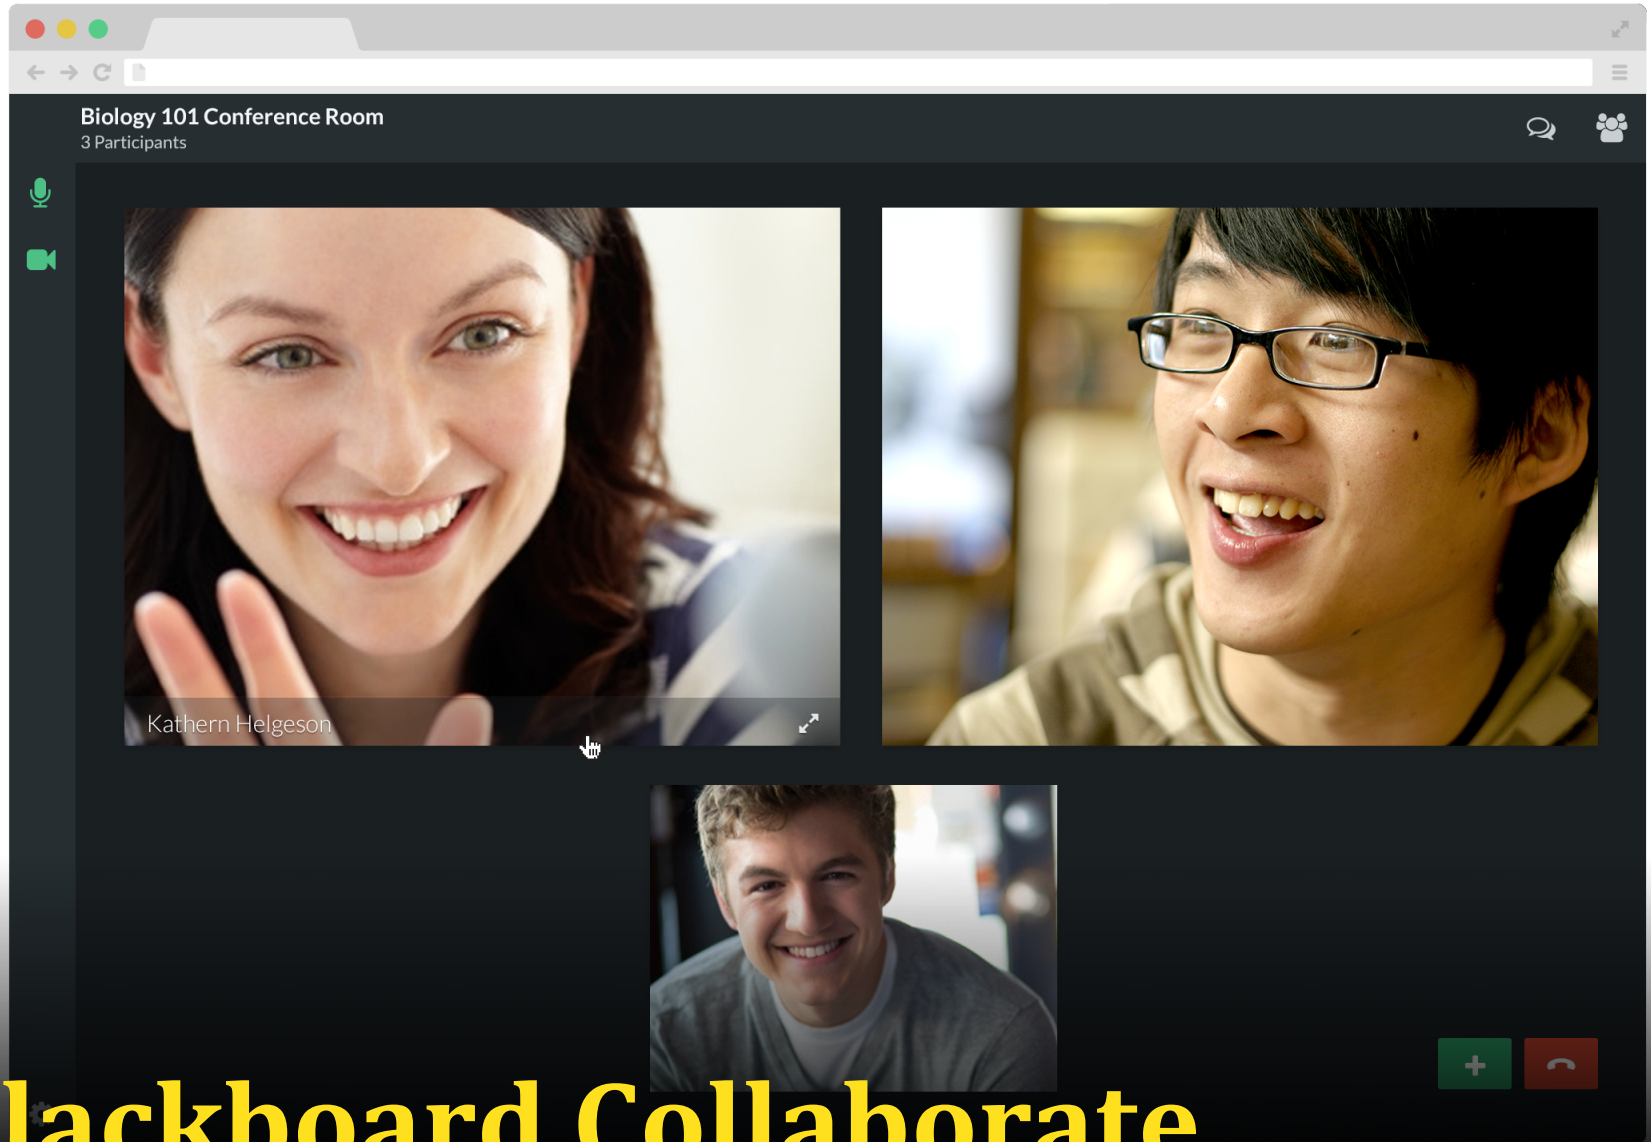 Biology 101 Conference Room
3 Participants
Kathern Helgeson
lackboard Collaborate